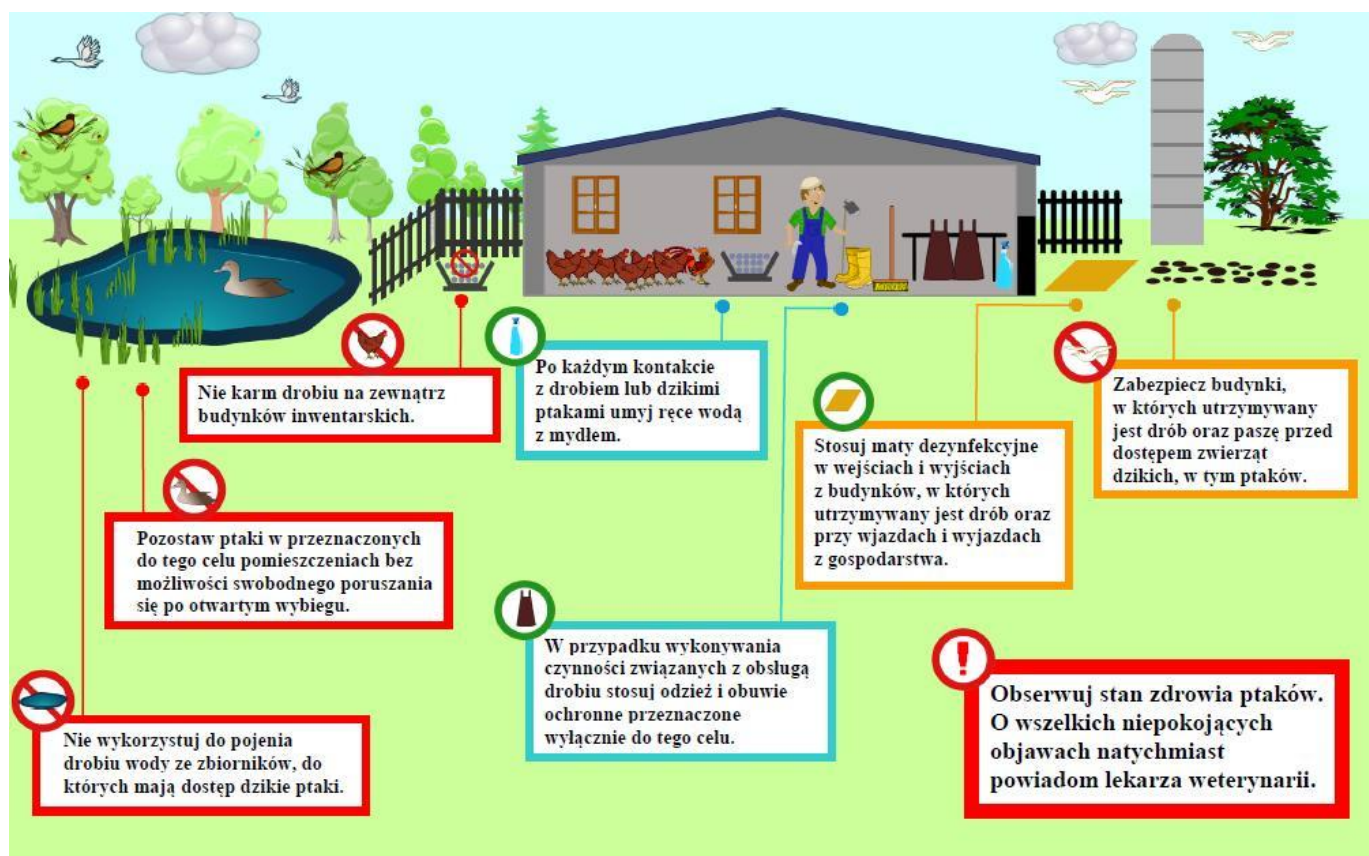 Nie karm drobiu na zewnątrz
budynków inwentarskich.
Po każdym kontakcie
z drobiem lub dzikimi
ptakami umyj ręce wodą
z mydłem.
Zabezpiecz budynki,
w których utrzymywany
jest drób oraz paszę przed
dostępem zwierząt
dzikich, w tym ptaków.
Stosuj maty dezynfekcyjne
w wejściach i wyjściach
z budynków, w których
utrzymywany jest drób oraz
przy wjazdach i wyjazdach
z gospodarstwa.
Pozostaw ptaki w przeznaczonych
do tego celu pomieszczeniach bez
możliwości swobodnego poruszania
się po otwartym wybiegu.
W przypadku wykonywania
czynności związanych z obsługą
drobiu stosuj odzież i obuwie
ochronne przeznaczone
wyłącznie do tego celu.
Nie wykorzystuj do pojenia
drobiu wody ze zbiorników, do
których mają dostęp dzikie ptaki.
!
Obserwuj stan zdrowia ptaków.
O wszelkich niepokojących
objawach natychmiast
powiadom lekarza weterynarii.